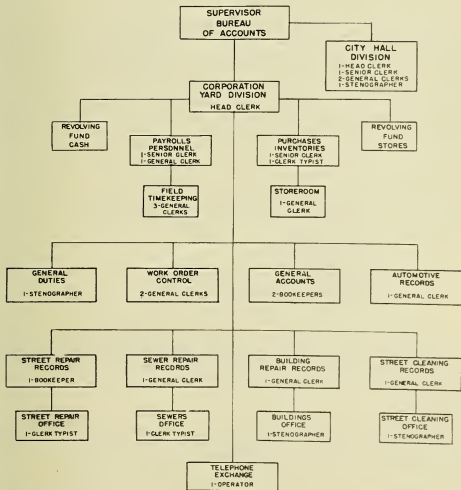 SUPERVISOR
BUREAU
OF ACCOUNTS
CITY HALL
DIVISION
1-HEAD CLERK
1-SENIOR CLERK
2-GENERAL CLERKS
1-STENOGRAPHER
CORPORATION
YARD DIVISION
HEAD CLERK
REVOLVING
FUND
CASH
PAYROLLS
PERSONNEL
1-SENIOR CLERK
1-GENERAL CLERK
PURCHASES
INVENTORIES
1-SENIOR CLERK
1-CLERK TYPIST
REVOLVING
FUND
STORES
FIELD
TIMEKEEPING
3-GENERAL
CLERKS
STOREROOM
1-GENERAL
CLERK
GENERAL
DUTIES
1-STENOGRAPHER
WORK ORDER
CONTROL
2-GENERAL CLERKS
GENERAL
ACCOUNTS
2-BOOKEEPERS
AUTOMOTIVE
RECORDS
1-GENERAL CLERK
STREET REPAIR
RECORDS
1-BOOKEEPER
SEWER REPAIR
RECORDS
1-GENERAL CLERK
BUILDING
REPAIR RECORDS
1-GENERAL CLERK
STREET CLEANING
RECORDS
1-GENERAL CLERK
STREET REPAIR
OFFICE
1-CLERK TYPIST
SEWERS
OFFICE
1-CLERK TYPIST
BUILDINGS
OFFICE
1-STENOGRAPHER
STREET CLEANING
OFFICE
1-STENOGRAPHER
TELEPHONE
EXCHANGE
1-OPERATOR